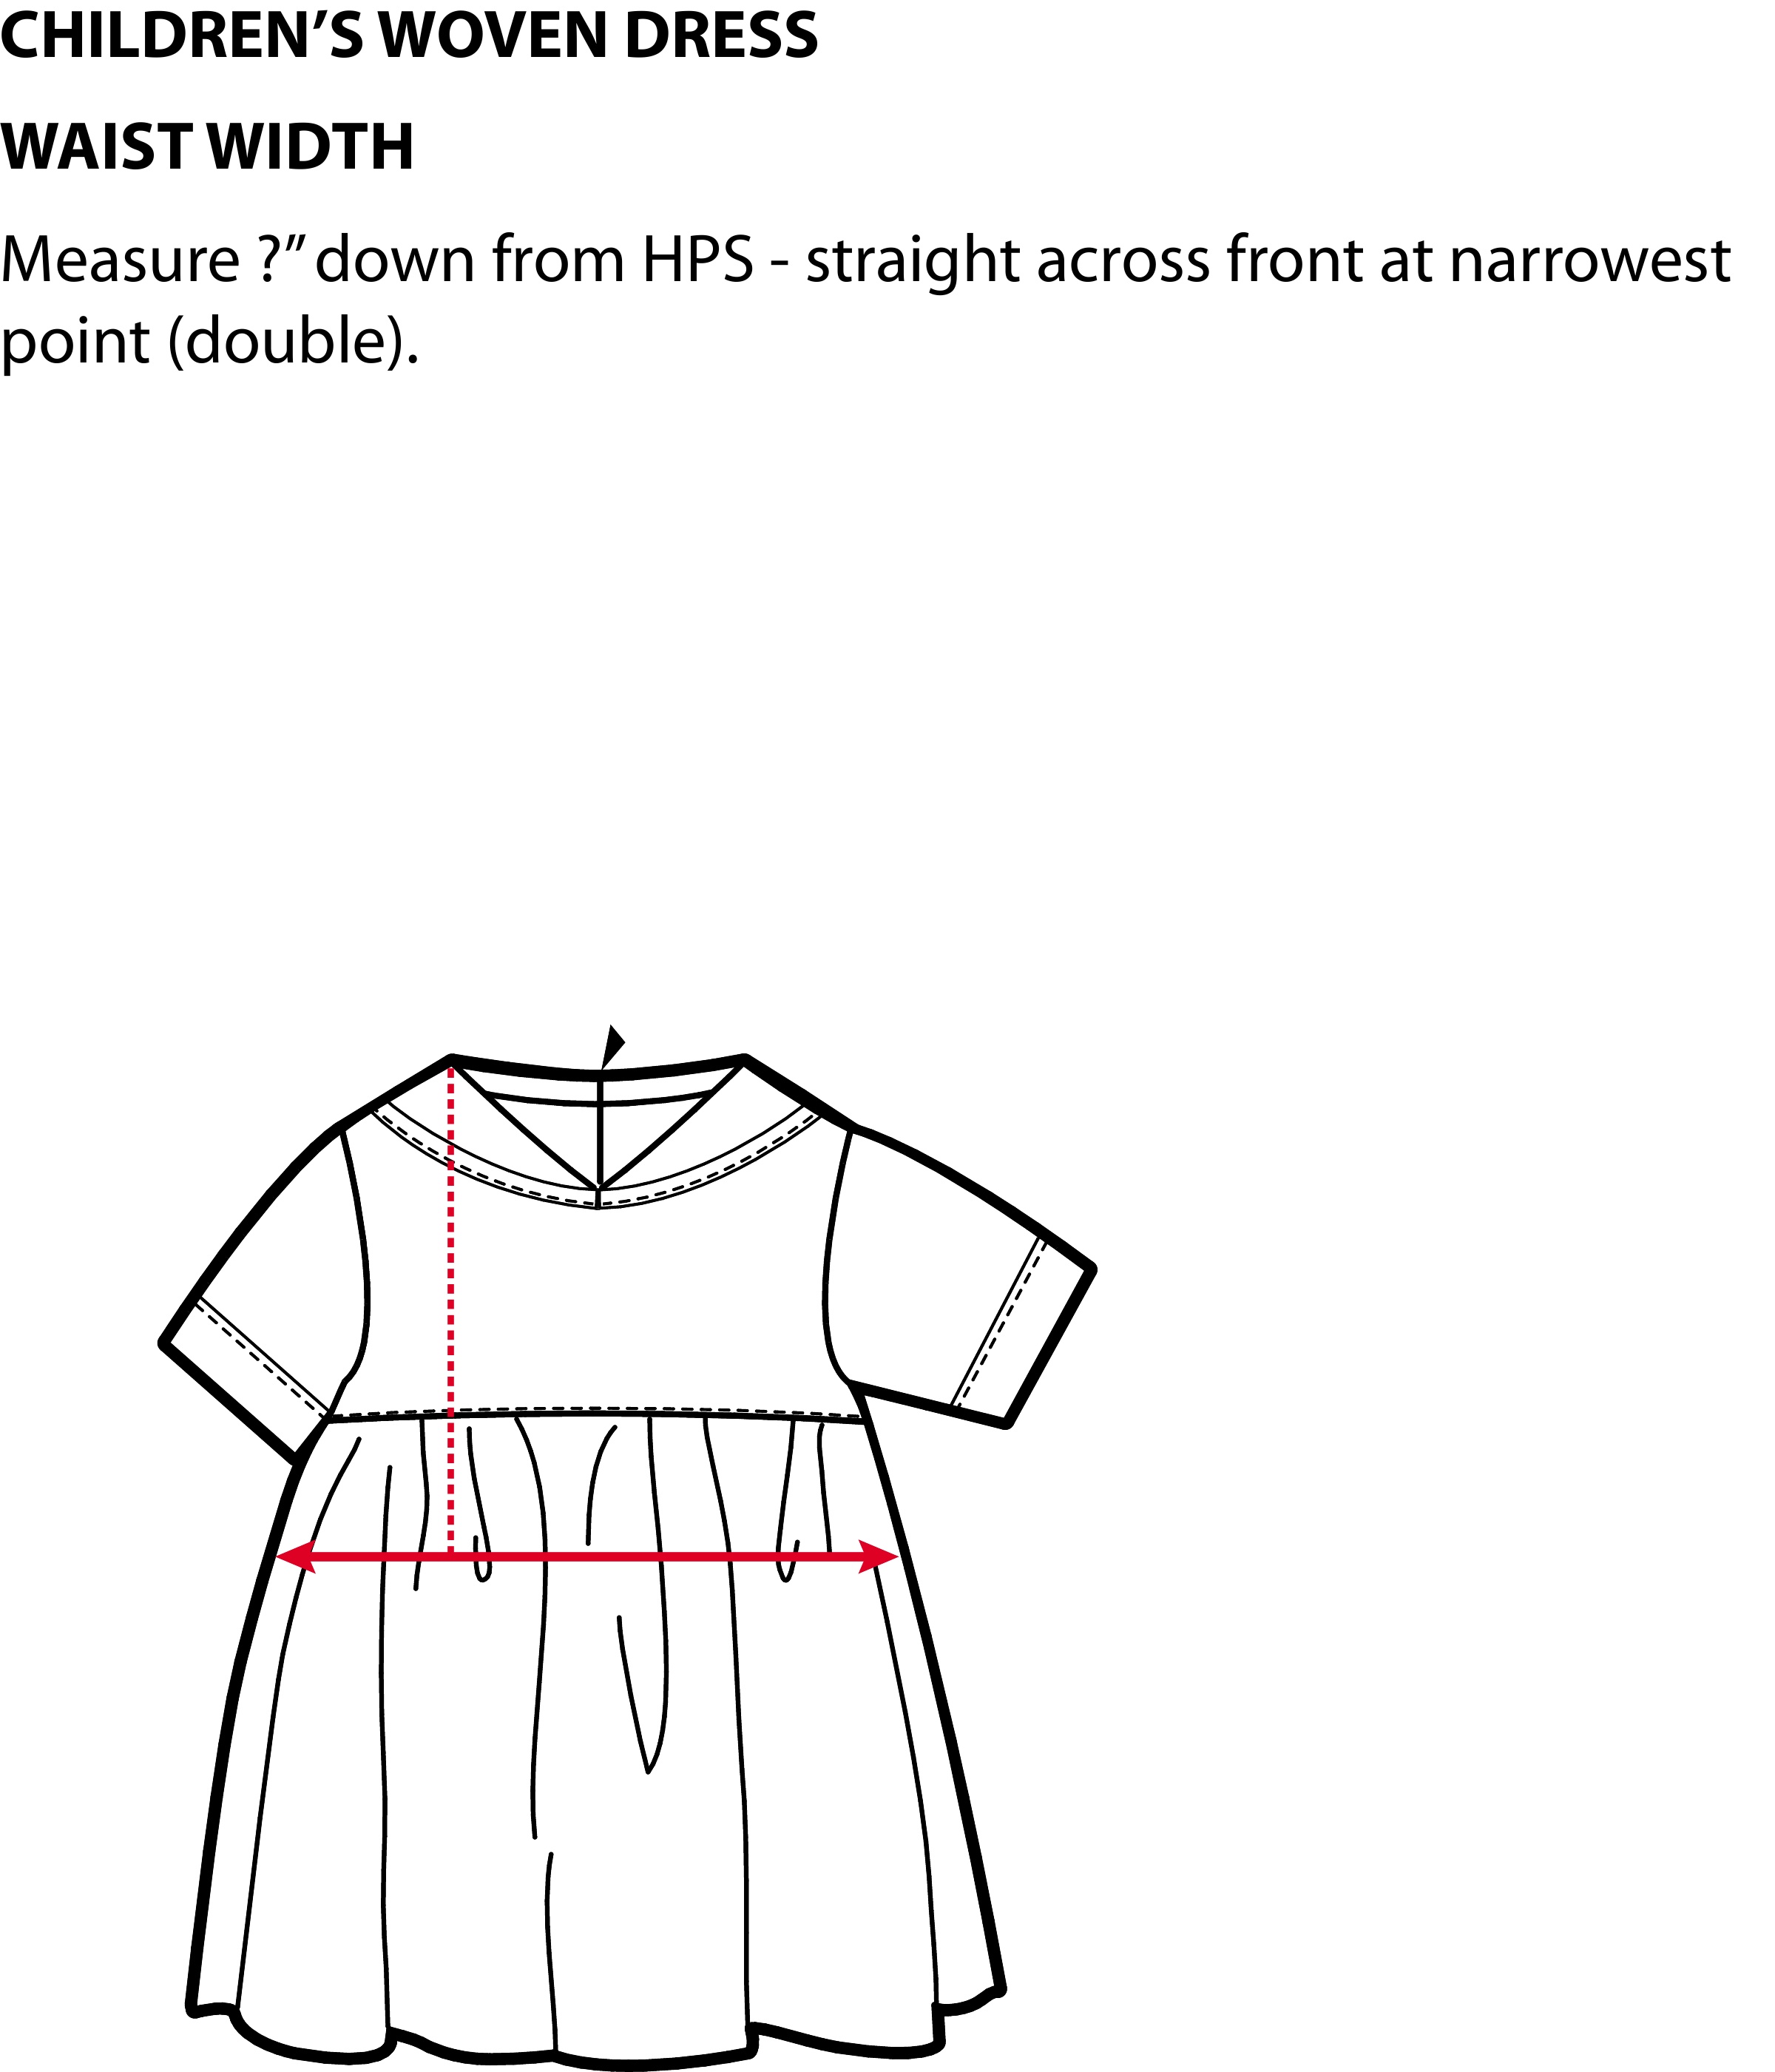 CHILDREN’S WOVEN DRESS
WAIST WIDTH
Measure ?” down from HPS - straight across front at narrowest
point (double).